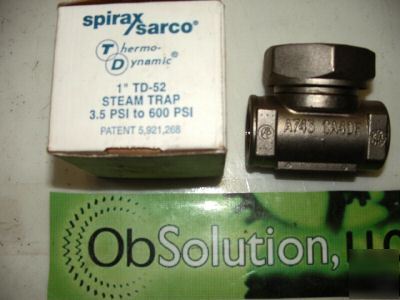 spirax
/sarco
Thermo-
Dynamic®
1" TD-52
STEAM TRAP
3.5 PSI to 600 PSI
PATENT 5,921,268
A743 CA40F
ObSolution,